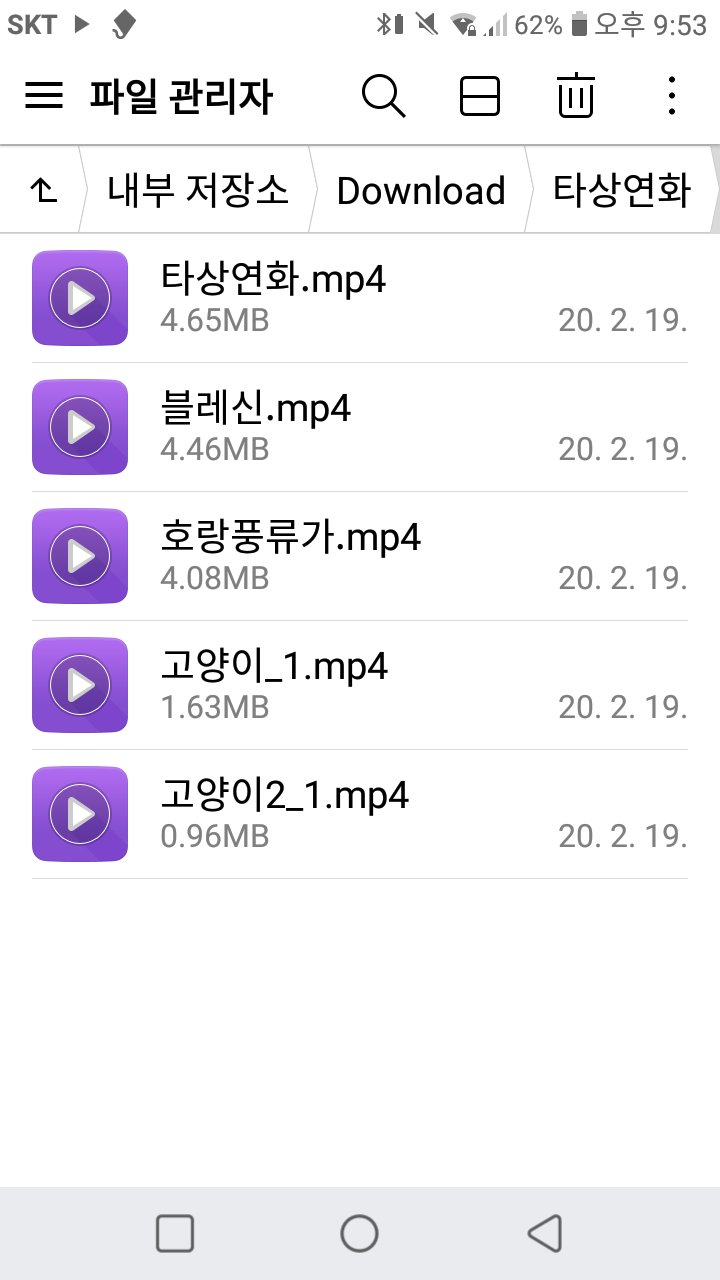 SKT 62% 오후 9:53
파일 관리자
내부 저장소 Download 타상연화
타상연화.mp4
4.65MB 20. 2. 19.
블레신.mp4
4.46MB 20. 2. 19.
호랑풍류가.mp4
4.08MB 20. 2. 19.
고양이_1.mp4
1.63MB 20. 2. 19.
고양이2_1.mp4
0.96MB 20. 2. 19.